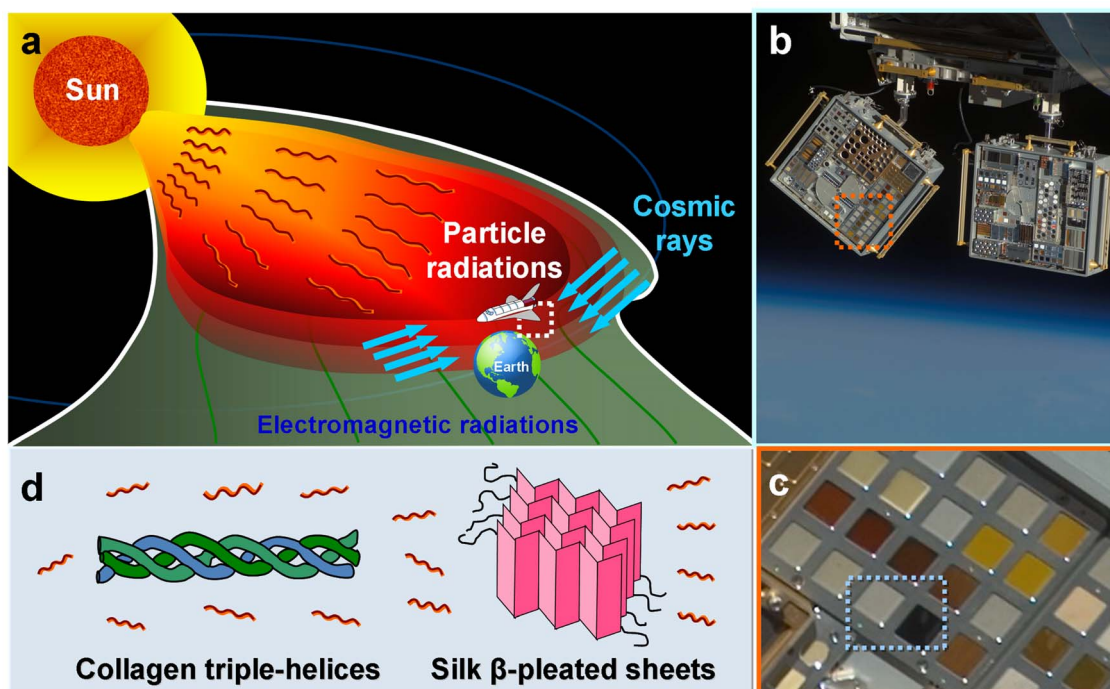 a
Sun
Particle
radiations
Cosmic
rays
Earth
Electromagnetic radiations
b
d
Collagen triple-helices
Silk β-pleated sheets
c